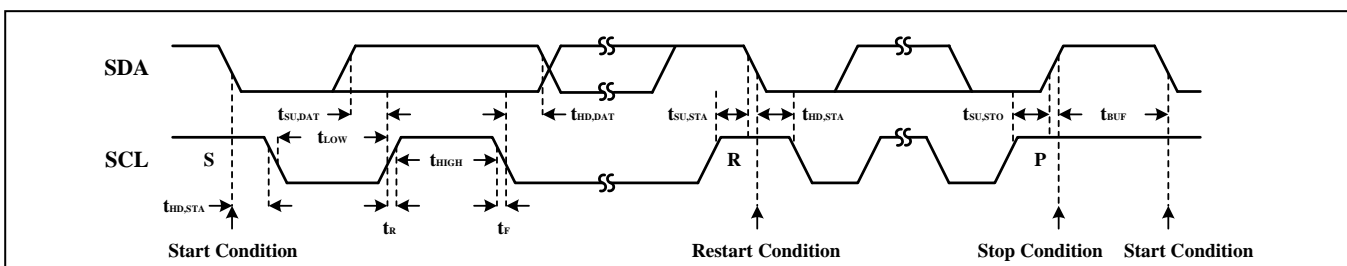 SDA
tSU,DAT tHD,DAT tSU,STA tHD,STA tSU,STO tBUF
tLOW
SCL S tHIGH R P
tHD,STA
tR tF
Start Condition Restart Condition Stop Condition Start Condition